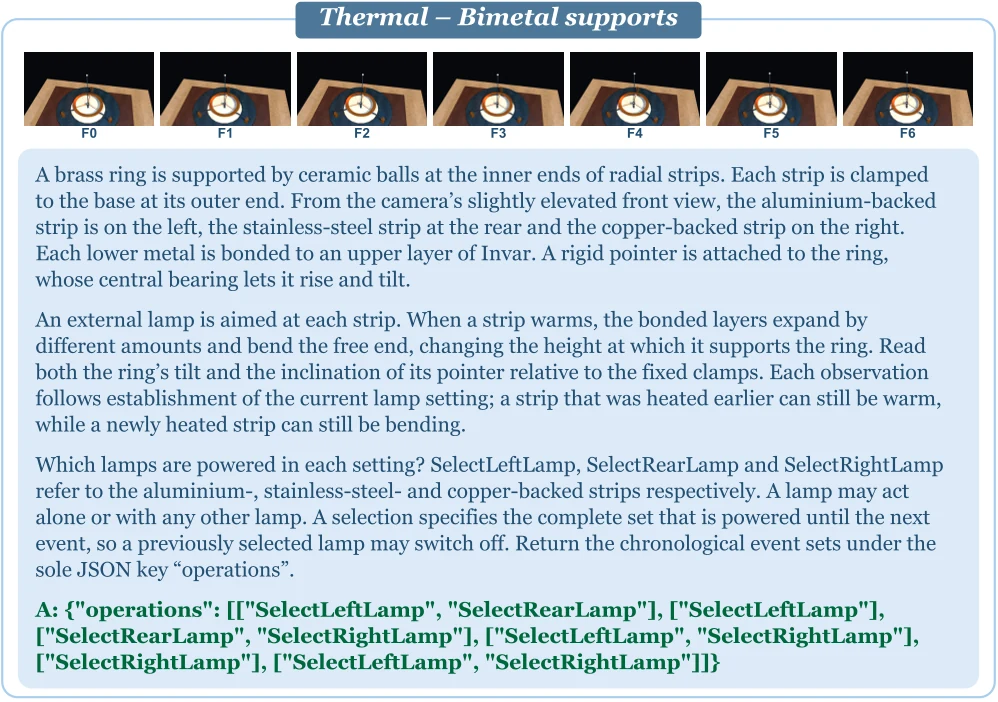 Thermal – Bimetal supports
F0 F1 F2 F3 F4 F5 F6
A brass ring is supported by ceramic balls at the inner ends of radial strips. Each strip is clamped
to the base at its outer end. From the camera’s slightly elevated front view, the aluminium-backed
strip is on the left, the stainless-steel strip at the rear and the copper-backed strip on the right.
Each lower metal is bonded to an upper layer of Invar. A rigid pointer is attached to the ring,
whose central bearing lets it rise and tilt.
An external lamp is aimed at each strip. When a strip warms, the bonded layers expand by
different amounts and bend the free end, changing the height at which it supports the ring. Read
both the ring’s tilt and the inclination of its pointer relative to the fixed clamps. Each observation
follows establishment of the current lamp setting; a strip that was heated earlier can still be warm,
while a newly heated strip can still be bending.
Which lamps are powered in each setting? SelectLeftLamp, SelectRearLamp and SelectRightLamp
refer to the aluminium-, stainless-steel- and copper-backed strips respectively. A lamp may act
alone or with any other lamp. A selection specifies the complete set that is powered until the next
event, so a previously selected lamp may switch off. Return the chronological event sets under the
sole JSON key “operations”.
A: {"operations": [["SelectLeftLamp", "SelectRearLamp"], ["SelectLeftLamp"],
["SelectRearLamp", "SelectRightLamp"], ["SelectLeftLamp", "SelectRightLamp"],
["SelectRightLamp"], ["SelectLeftLamp", "SelectRightLamp"]]}